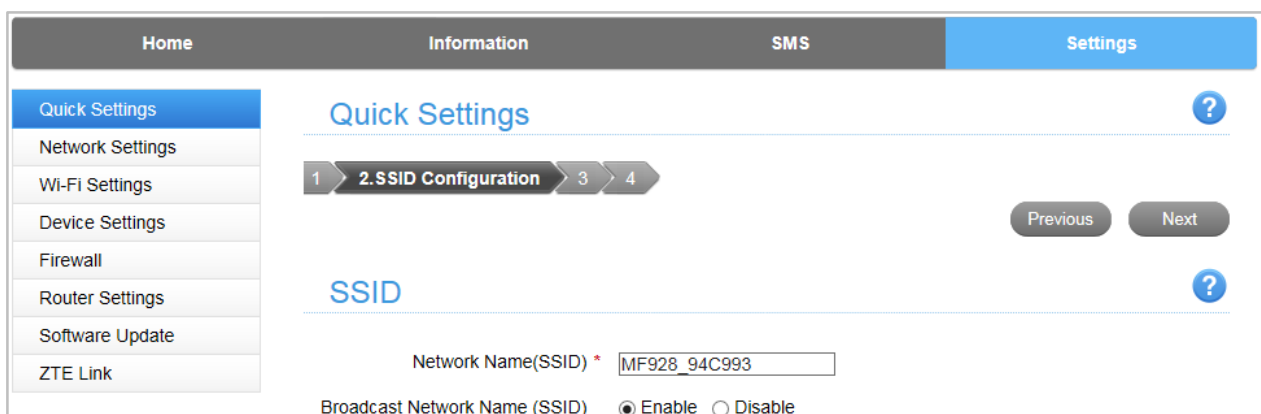 Home Information SMS Settings
Quick Settings
Network Settings
Wi-Fi Settings
Device Settings
Firewall
Router Settings
Software Update
ZTE Link
Quick Settings ?
1 2.SSID Configuration 3 4
Previous Next
SSID ?
Network Name(SSID) * MF928_94C993
Broadcast Network Name (SSID) Enable Disable